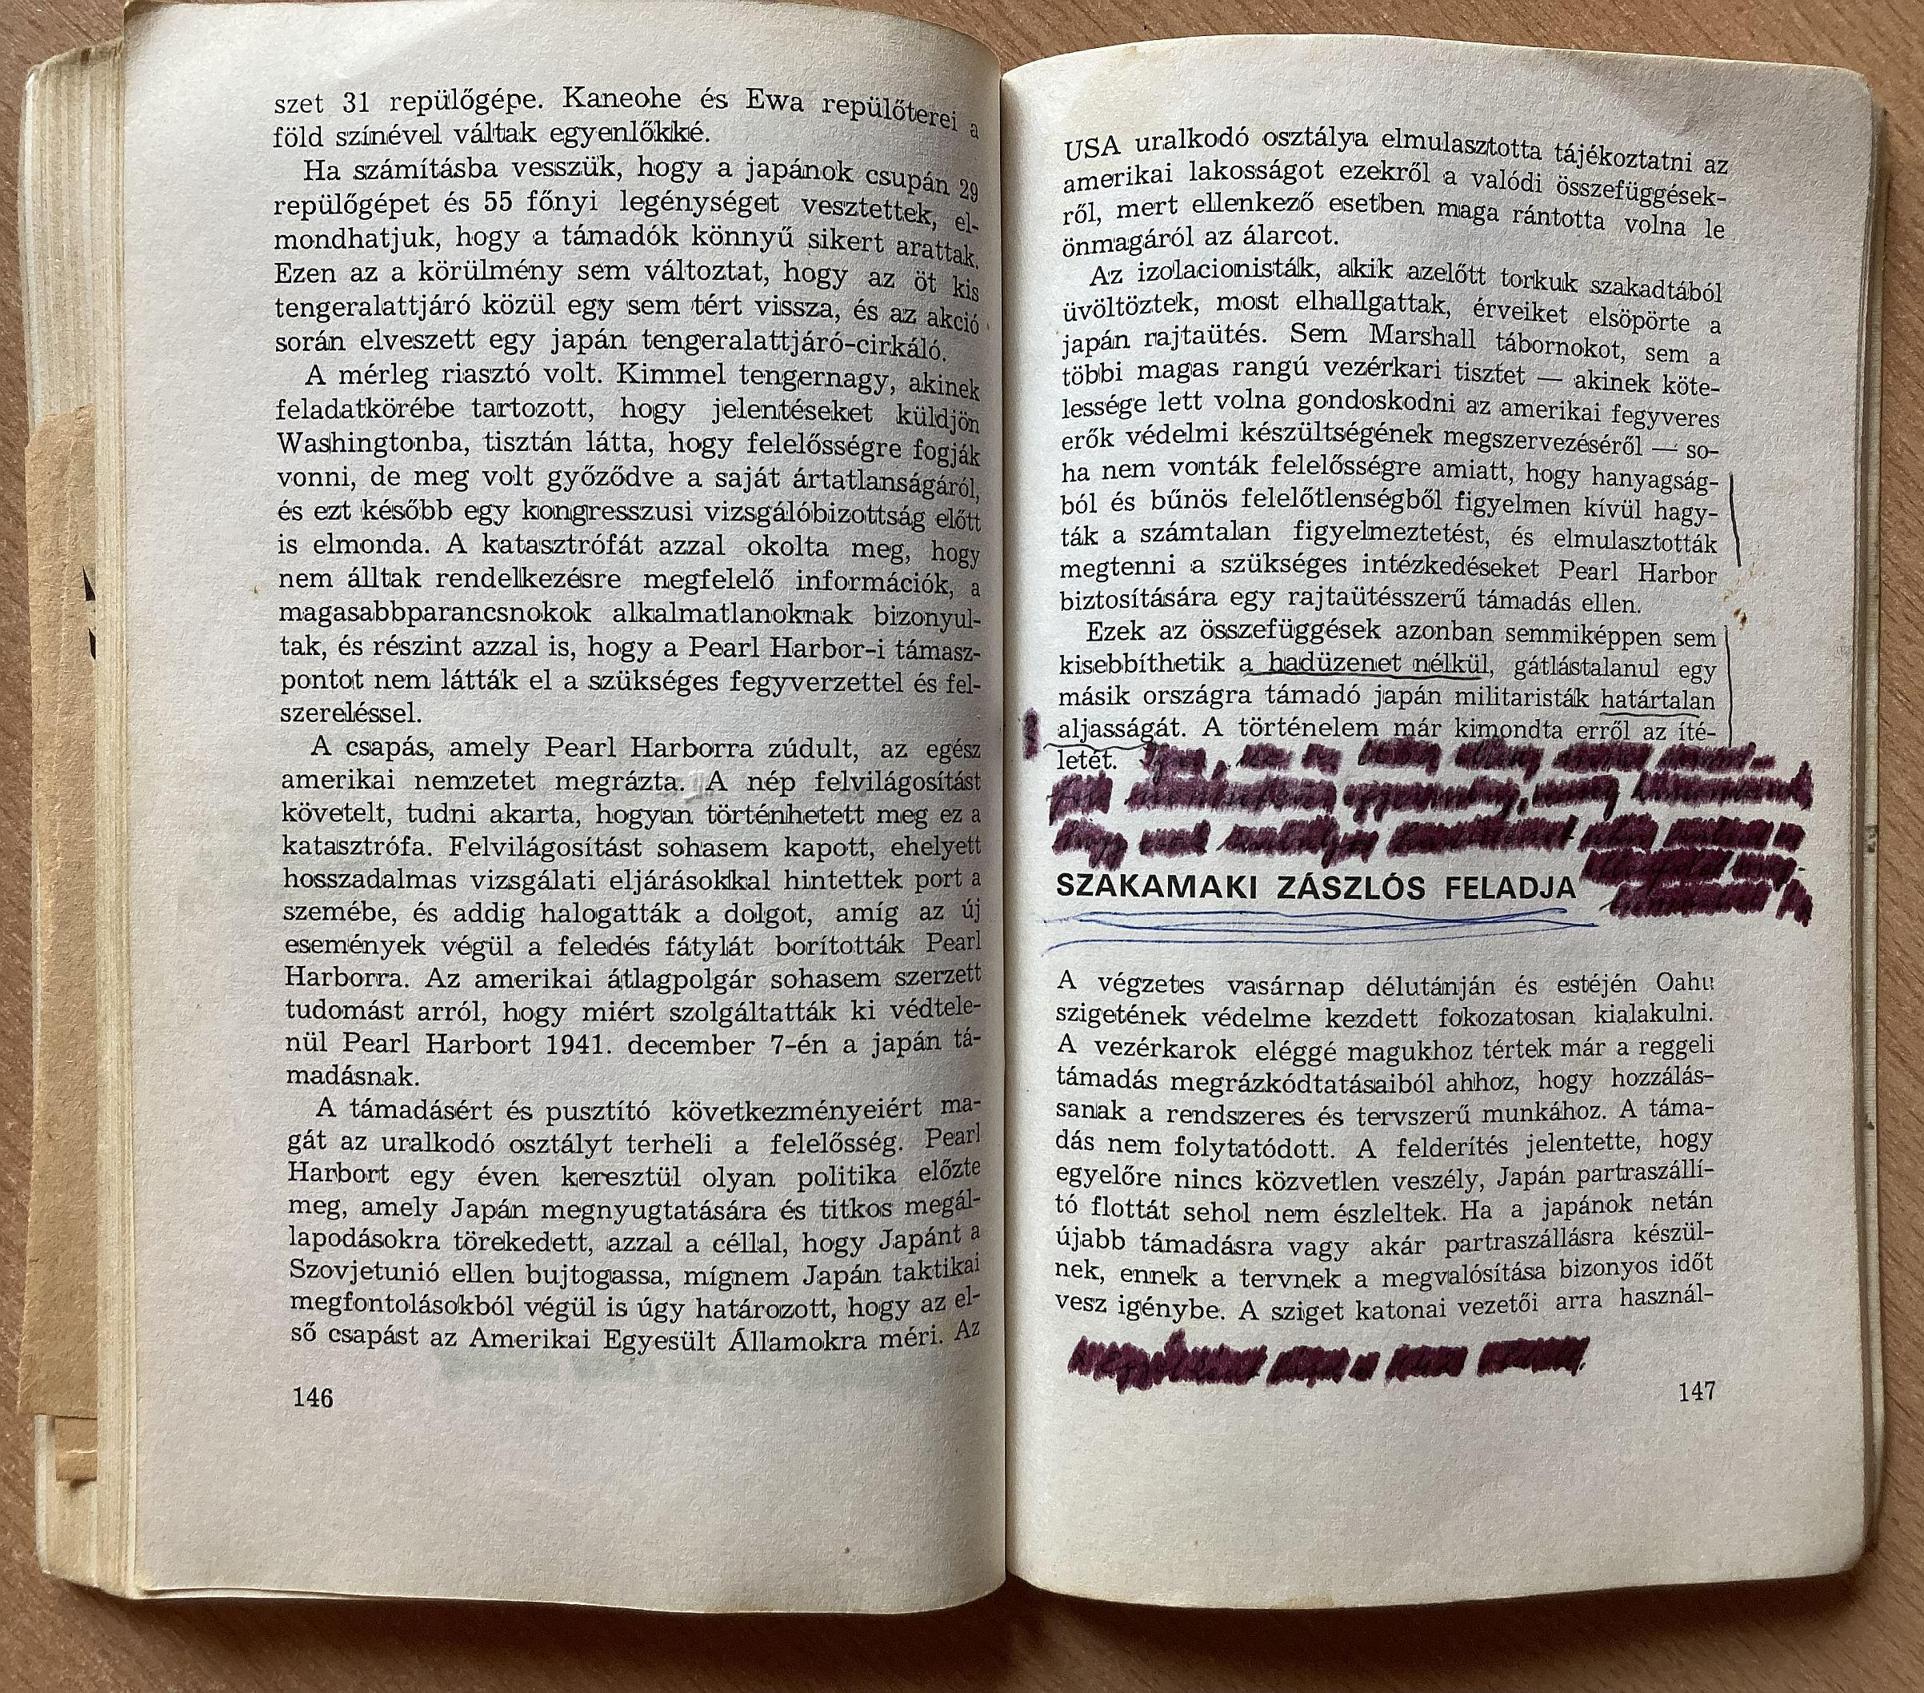 szet 31 repülőgépe. Kaneohe és Ewa repülőterei a
föld színével váltak egyenlőkké.
Ha számításba vesszük, hogy a japánok csupán 29
repülőgépet és 55 főnyi legénységet vesztettek, el-
mondhatjuk, hogy a támadók könnyű sikert arattak.
Ezen az a körülmény sem változtat, hogy az öt kis
tengeralattjáró közül egy sem tért vissza, és az akció
során elveszett egy japán tengeralattjáró-cirkáló.
A mérleg riasztó volt. Kimmel tengernagy, akinek
feladatkörébe tartozott, hogy jelentéseket küldjön
Washingtonba, tisztán látta, hogy felelősségre fogják
vonni, de meg volt győződve a saját ártatlanságáról,
és ezt később egy kongresszusi vizsgálóbizottság előtt
is elmonda. A katasztrófát azzal okolta meg, hogy
nem álltak rendelkezésre megfelelő információk, a
magasabbparancsnokok alkalmatlanoknak bizonyul-
tak, és részint azzal is, hogy a Pearl Harbor-i támasz-
pontot nem látták el a szükséges fegyverzettel és fel-
szereléssel.
A csapás, amely Pearl Harborra zúdult, az egész
amerikai nemzetet megrázta. A nép felvilágosítást
követelt, tudni akarta, hogyan történhetett meg ez a
katasztrófa. Felvilágosítást sohasem kapott, ehelyett
hosszadalmas vizsgálati eljárásokkal hintettek port a
szemébe, és addig halogatták a dolgot, amíg az új
események végül a feledés fátylát borították Pearl
Harborra. Az amerikai átlagpolgár sohasem szerzett
tudomást arról, hogy miért szolgáltatták ki védtele-
nül Pearl Harbort 1941. december 7-én a japán tá-
madásnak.
A támadásért és pusztító következményeiért ma-
gát az uralkodó osztályt terheli a felelősség. Pearl
Harbort egy éven keresztül olyan politika előzte
meg, amely Japán megnyugtatására és titkos megál-
lapodásokra törekedett, azzal a céllal, hogy Japánt a
Szovjetunió ellen bujtogassa, mígnem Japán taktikai
megfontolásokból végül is úgy határozott, hogy az el-
ső csapást az Amerikai Egyesült Államokra méri. Az
146
USA uralkodó osztálya elmulasztotta tájékoztatni az
amerikai lakosságot ezekről a valódi összefüggések-
ről, mert ellenkező esetben maga rántotta volna le
önmagáról az álarcot.
Az izolacionisták, akik azelőtt torkuk szakadtából
üvöltöztek, most elhallgattak, érveiket elsöpörte a
japán rajtaütés. Sem Marshall tábornokot, sem a
többi magas rangú vezérkari tisztet — akinek köte-
lessége lett volna gondoskodni az amerikai fegyveres
erők védelmi készültségének megszervezéséről — so-
ha nem vonták felelősségre amiatt, hogy hanyagság-
ból és bűnös felelőtlenségből figyelmen kívül hagy-
ták a számtalan figyelmeztetést, és elmulasztották
megtenni a szükséges intézkedéseket Pearl Harbor
biztosítására egy rajtaütésszerű támadás ellen.
Ezek az összefüggések azonban semmiképpen sem
kisebbíthetik a hadüzenet nélkül, gátlástalanul egy
másik országra támadó japán militaristák határtalan
aljasságát. A történelem már kimondta erről az íté-
letét.
SZAKAMAKI ZÁSZLÓS FELADJA
A végzetes vasárnap délutánján és estéjén Oahu
szigetének védelme kezdett fokozatosan kialakulni.
A vezérkarok eléggé magukhoz tértek már a reggeli
támadás megrázkódtatásaiból ahhoz, hogy hozzálás-
sanak a rendszeres és tervszerű munkához. A táma-
dás nem folytatódott. A felderítés jelentette, hogy
egyelőre nincs közvetlen veszély, Japán partraszállí-
tó flottát sehol nem észleltek. Ha a japánok netán
újabb támadásra vagy akár partraszállásra készül-
nek, ennek a tervnek a megvalósítása bizonyos időt
vesz igénybe. A sziget katonai vezetői arra használ-
147